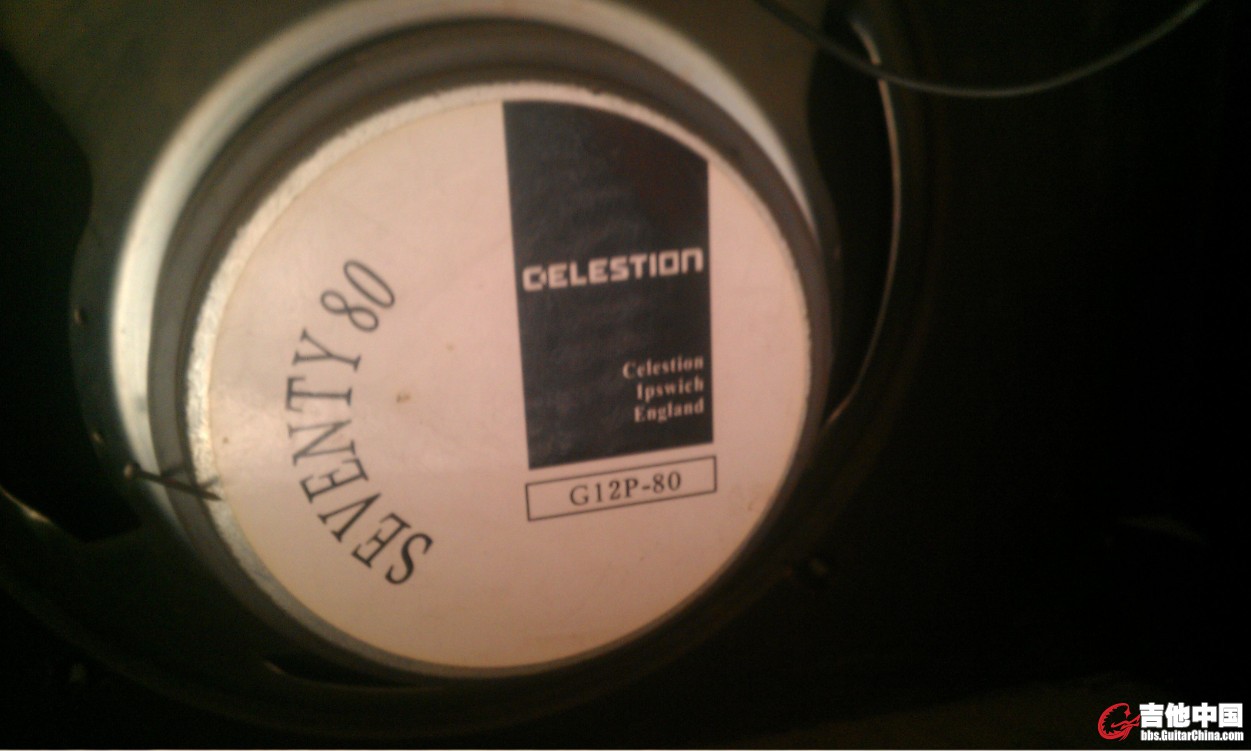 CELESTION
Celestion
Ipswich
England
G12P-80
SEVENTY 80
吉他中国
bbs.GuitarChina.com